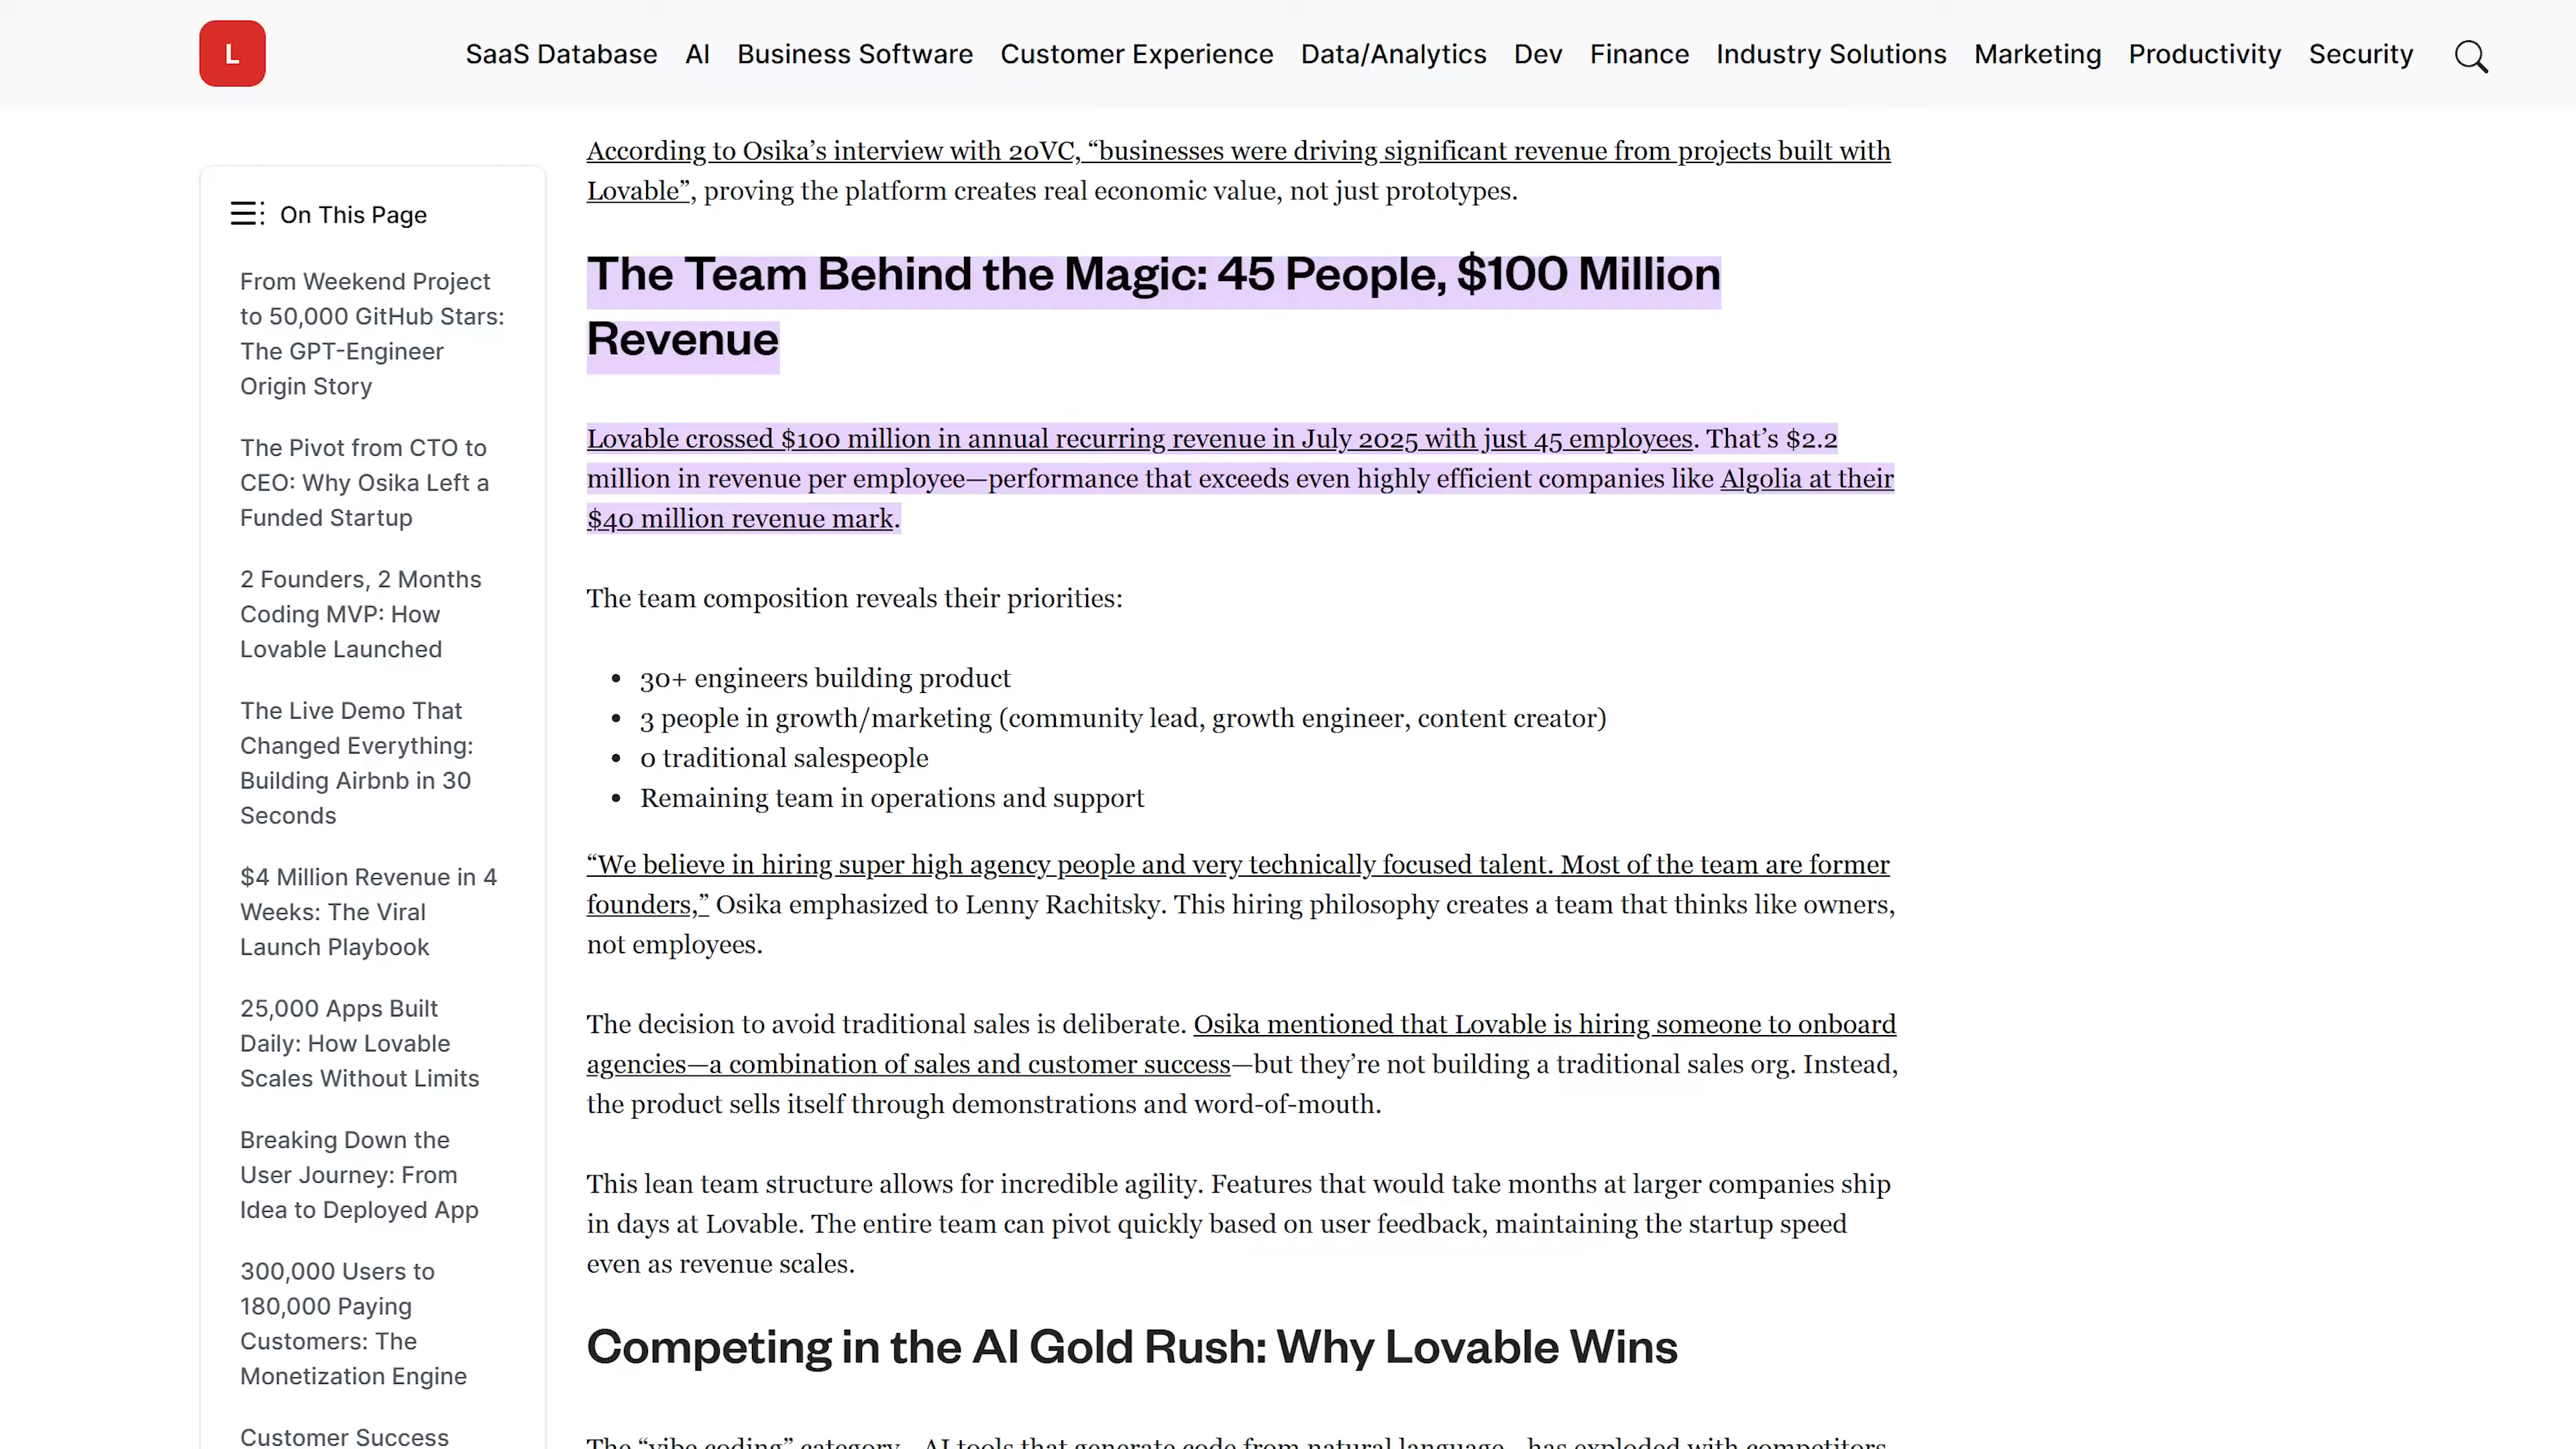 L
SaaS Database AI Business Software Customer Experience Data/Analytics Dev Finance Industry Solutions Marketing Productivity Security
On This Page
From Weekend Project
to 50,000 GitHub Stars:
The GPT-Engineer
Origin Story
The Pivot from CTO to
CEO: Why Osika Left a
Funded Startup
2 Founders, 2 Months
Coding MVP: How
Lovable Launched
The Live Demo That
Changed Everything:
Building Airbnb in 30
Seconds
$4 Million Revenue in 4
Weeks: The Viral
Launch Playbook
25,000 Apps Built
Daily: How Lovable
Scales Without Limits
Breaking Down the
User Journey: From
Idea to Deployed App
300,000 Users to
180,000 Paying
Customers: The
Monetization Engine
Customer Success
According to Osika’s interview with 20VC, “businesses were driving significant revenue from projects built with
Lovable”, proving the platform creates real economic value, not just prototypes.
The Team Behind the Magic: 45 People, $100 Million
Revenue
Lovable crossed $100 million in annual recurring revenue in July 2025 with just 45 employees. That’s $2.2
million in revenue per employee—performance that exceeds even highly efficient companies like Algolia at their
$40 million revenue mark.
The team composition reveals their priorities:
• 30+ engineers building product
• 3 people in growth/marketing (community lead, growth engineer, content creator)
• 0 traditional salespeople
• Remaining team in operations and support
“We believe in hiring super high agency people and very technically focused talent. Most of the team are former
founders,” Osika emphasized to Lenny Rachitsky. This hiring philosophy creates a team that thinks like owners,
not employees.
The decision to avoid traditional sales is deliberate. Osika mentioned that Lovable is hiring someone to onboard
agencies—a combination of sales and customer success—but they’re not building a traditional sales org. Instead,
the product sells itself through demonstrations and word-of-mouth.
This lean team structure allows for incredible agility. Features that would take months at larger companies ship
in days at Lovable. The entire team can pivot quickly based on user feedback, maintaining the startup speed
even as revenue scales.
Competing in the AI Gold Rush: Why Lovable Wins
The “vibe coding” category—AI tools that generate code from natural language—has exploded with competitors.